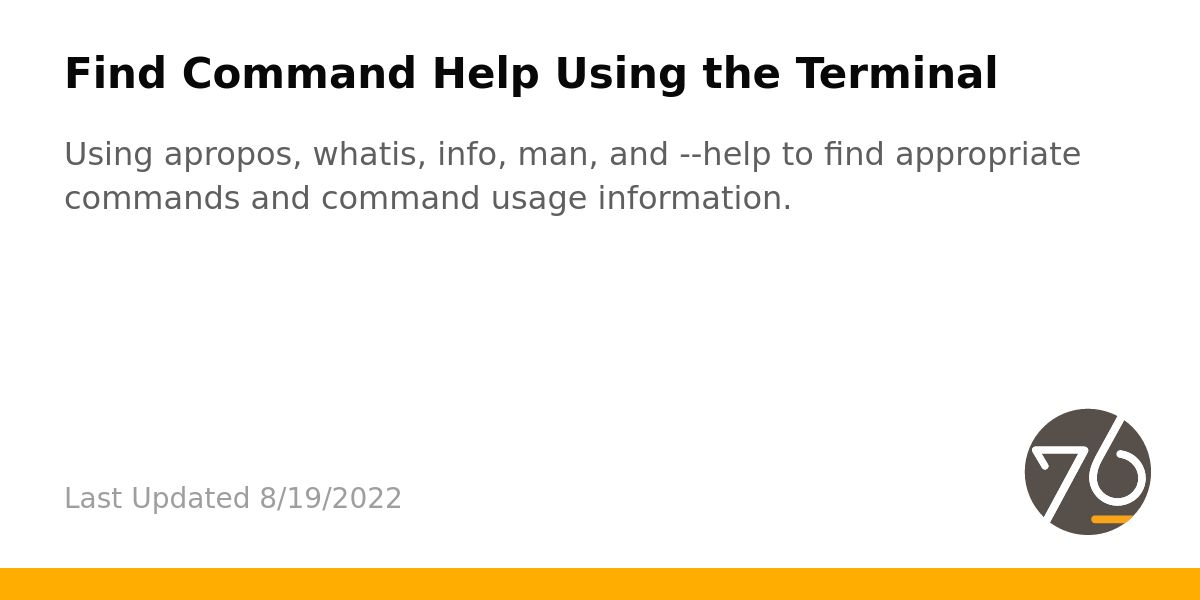 Find Command Help Using the Terminal
Using apropos, whatis, info, man, and --help to find appropriate
commands and command usage information.
Last Updated 8/19/2022
76